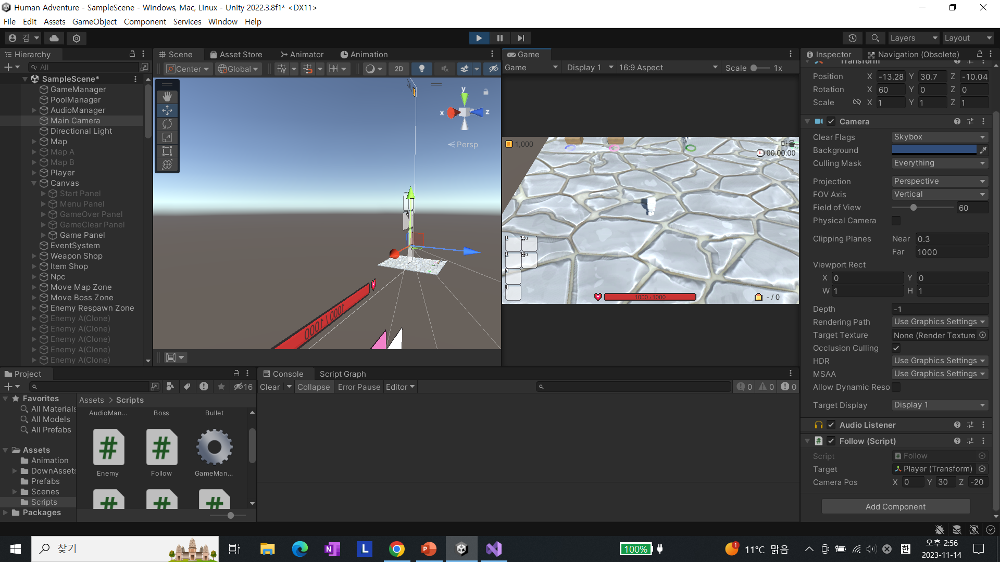 Human Adventure - SampleScene - Windows, Mac, Linux - Unity 2022.3.8f1* <DX11>
File Edit Assets GameObject Component Services Window Help
김
Layers
Layout
Hierarchy
All
SampleScene*
GameManager
PoolManager
AudioManager
Main Camera
Directional Light
Map
Map A
Map B
Player
Canvas
Start Panel
Menu Panel
GameOver Panel
GameClear Panel
Game Panel
EventSystem
Weapon Shop
Item Shop
Npc
Move Map Zone
Move Boss Zone
Enemy Respawn Zone
Enemy A(Clone)
Enemy A(Clone)
Enemy A(Clone)
Enemy A(Clone)
Enemy A(Clone)
Scene Asset Store Animator Animation
Center Global 2D
y
x z
Persp
1000 / 1000
Game
Game Display 1 16:9 Aspect Scale 1x
1,000
마을
00:00:00
1000 / 1000
- / 0
Inspector Navigation (Obsolete)
Transform
Position X -13.28 Y 30.7 Z -10.04
Rotation X 60 Y 0 Z 0
Scale X 1 Y 1 Z 1
Camera
Clear Flags Skybox
Background
Culling Mask Everything
Projection Perspective
FOV Axis Vertical
Field of View 60
Physical Camera
Clipping Planes Near 0.3
Far 1000
Viewport Rect
X 0 Y 0
W 1 H 1
Depth -1
Rendering Path Use Graphics Settings
Target Texture None (Render Texture
Occlusion Culling
HDR Use Graphics Settings
MSAA Use Graphics Settings
Allow Dynamic Reso
Target Display Display 1
Audio Listener
Follow (Script)
Script Follow
Target Player (Transform)
Camera Pos X 0 Y 30 Z -20
Add Component
Project
16
Favorites
All Materials
All Models
All Prefabs
Assets
Animation
DownAssets
Prefabs
Scenes
Scripts
Packages
Assets > Scripts
AudioMan... Boss Bullet
Enemy Follow GameMan...
Console Script Graph
Clear Collapse Error Pause Editor
0 0 0
찾기
100%
1
11°C 맑음
한
오후 2:56
2023-11-14